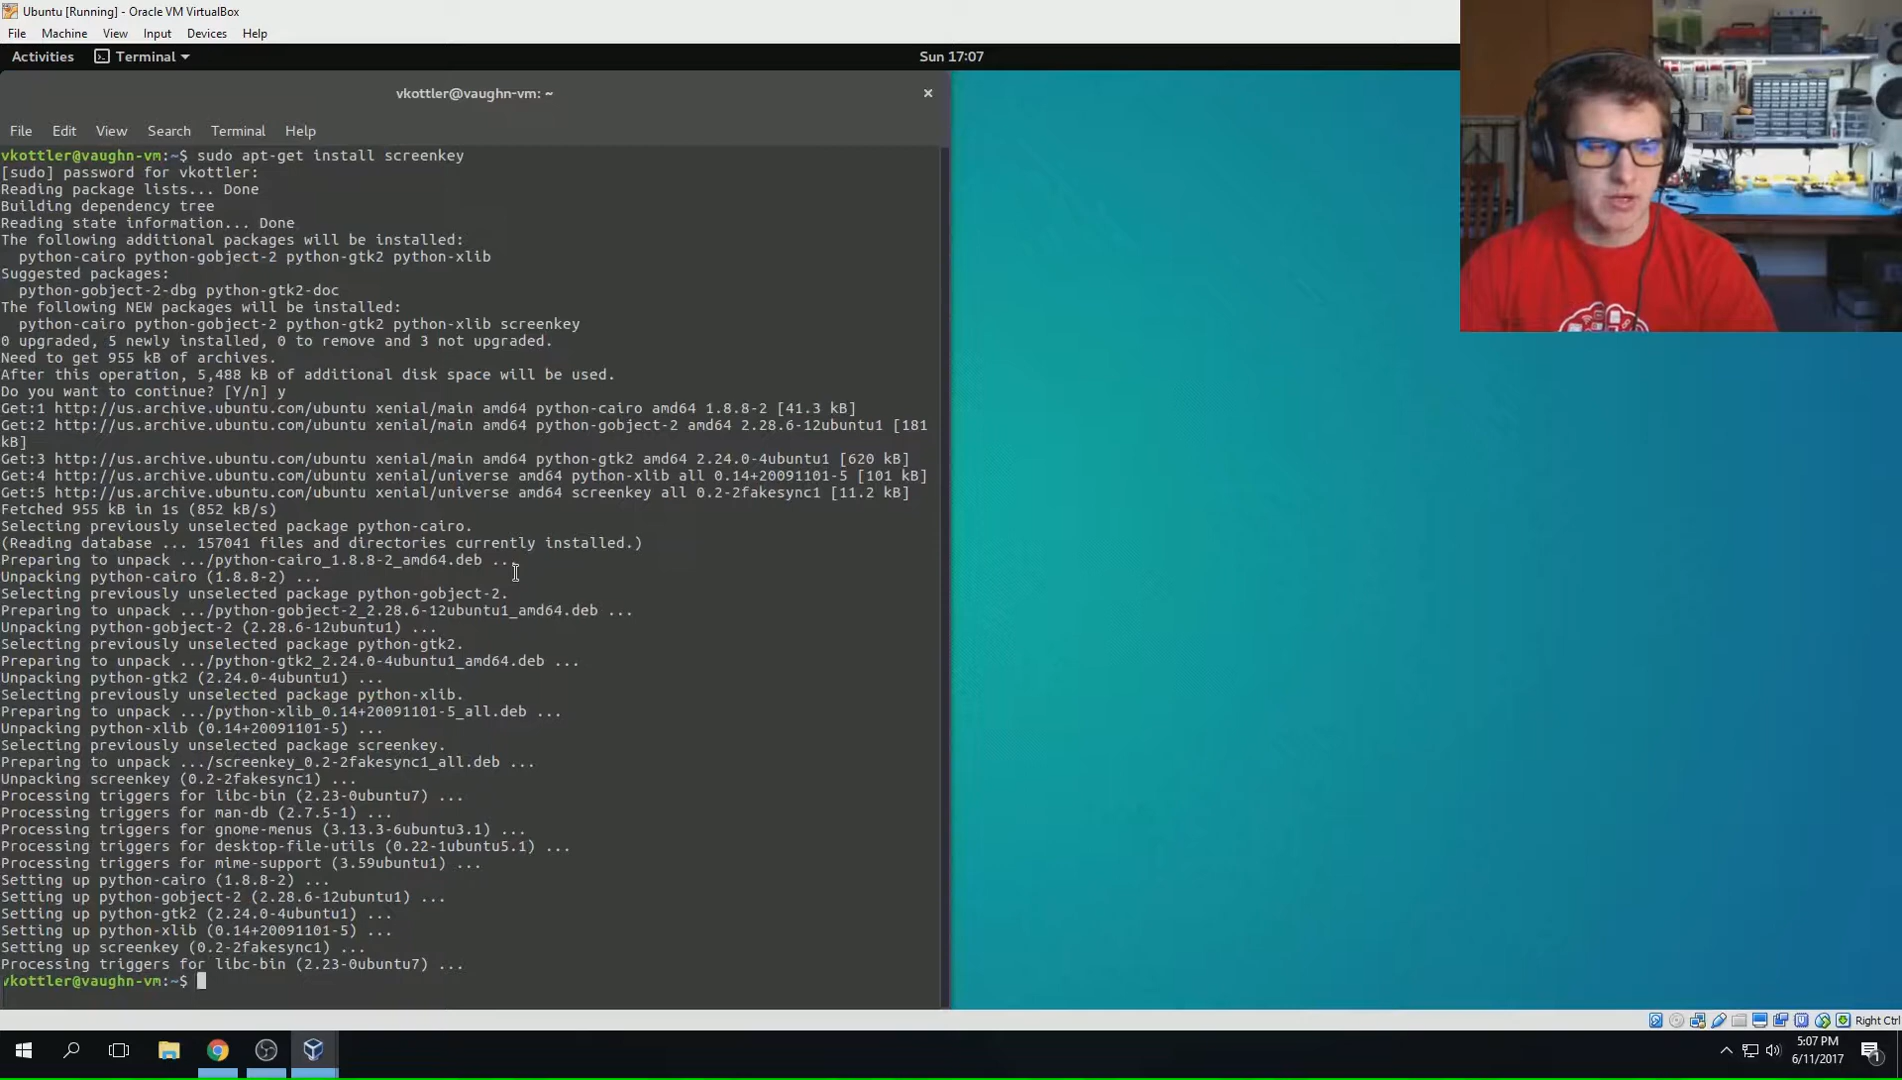 Ubuntu [Running] - Oracle VM VirtualBox
File Machine View Input Devices Help
Activities Terminal Sun 17:07
vkottler@vaughn-vm: ~ ×
File Edit View Search Terminal Help
vkottler@vaughn-vm:~$ sudo apt-get install screenkey
[sudo] password for vkottler:
Reading package lists... Done
Building dependency tree
Reading state information... Done
The following additional packages will be installed:
python-cairo python-gobject-2 python-gtk2 python-xlib
Suggested packages:
python-gobject-2-dbg python-gtk2-doc
The following NEW packages will be installed:
python-cairo python-gobject-2 python-gtk2 python-xlib screenkey
0 upgraded, 5 newly installed, 0 to remove and 3 not upgraded.
Need to get 955 kB of archives.
After this operation, 5,488 kB of additional disk space will be used.
Do you want to continue? [Y/n] y
Get:1 http://us.archive.ubuntu.com/ubuntu xenial/main amd64 python-cairo amd64 1.8.8-2 [41.3 kB]
Get:2 http://us.archive.ubuntu.com/ubuntu xenial/main amd64 python-gobject-2 amd64 2.28.6-12ubuntu1 [181
kB]
Get:3 http://us.archive.ubuntu.com/ubuntu xenial/main amd64 python-gtk2 amd64 2.24.0-4ubuntu1 [620 kB]
Get:4 http://us.archive.ubuntu.com/ubuntu xenial/universe amd64 python-xlib all 0.14+20091101-5 [101 kB]
Get:5 http://us.archive.ubuntu.com/ubuntu xenial/universe amd64 screenkey all 0.2-2fakesync1 [11.2 kB]
Fetched 955 kB in 1s (852 kB/s)
Selecting previously unselected package python-cairo.
(Reading database ... 157041 files and directories currently installed.)
Preparing to unpack .../python-cairo_1.8.8-2_amd64.deb ...
Unpacking python-cairo (1.8.8-2) ...
Selecting previously unselected package python-gobject-2.
Preparing to unpack .../python-gobject-2_2.28.6-12ubuntu1_amd64.deb ...
Unpacking python-gobject-2 (2.28.6-12ubuntu1) ...
Selecting previously unselected package python-gtk2.
Preparing to unpack .../python-gtk2_2.24.0-4ubuntu1_amd64.deb ...
Unpacking python-gtk2 (2.24.0-4ubuntu1) ...
Selecting previously unselected package python-xlib.
Preparing to unpack .../python-xlib_0.14+20091101-5_all.deb ...
Unpacking python-xlib (0.14+20091101-5) ...
Selecting previously unselected package screenkey.
Preparing to unpack .../screenkey_0.2-2fakesync1_all.deb ...
Unpacking screenkey (0.2-2fakesync1) ...
Processing triggers for libc-bin (2.23-0ubuntu7) ...
Processing triggers for man-db (2.7.5-1) ...
Processing triggers for gnome-menus (3.13.3-6ubuntu3.1) ...
Processing triggers for desktop-file-utils (0.22-1ubuntu5.1) ...
Processing triggers for mime-support (3.59ubuntu1) ...
Setting up python-cairo (1.8.8-2) ...
Setting up python-gobject-2 (2.28.6-12ubuntu1) ...
Setting up python-gtk2 (2.24.0-4ubuntu1) ...
Setting up python-xlib (0.14+20091101-5) ...
Setting up screenkey (0.2-2fakesync1) ...
Processing triggers for libc-bin (2.23-0ubuntu7) ...
vkottler@vaughn-vm:~$
Right Ctrl
5:07 PM
6/11/2017
1